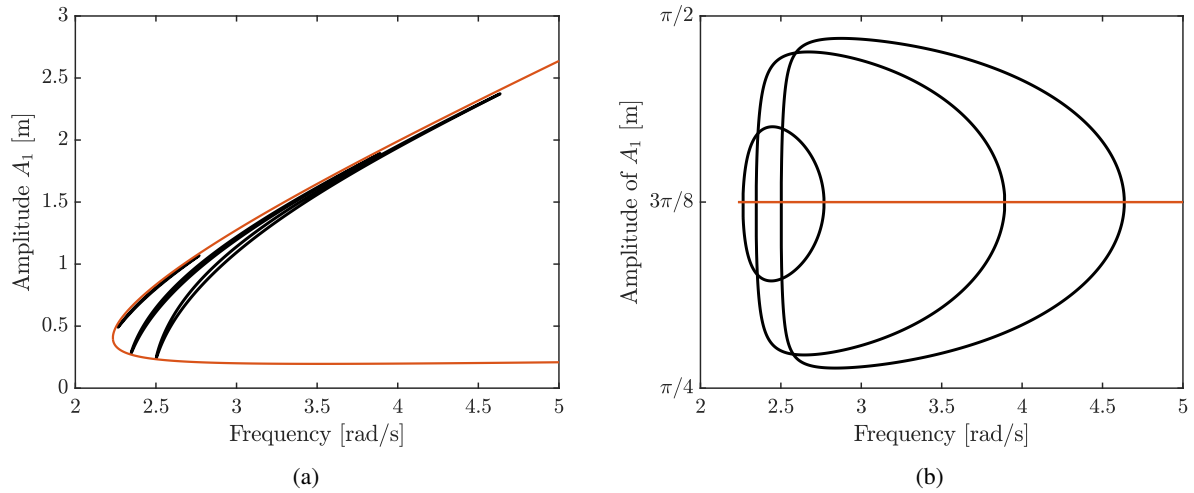 3
2.5
2
1.5
1
0.5
0
2 2.5 3 3.5 4 4.5 5
Amplitude A₁ [m]
Frequency [rad/s]
(a)
π/2
3π/8
π/4
2 2.5 3 3.5 4 4.5 5
Amplitude of A₁ [m]
Frequency [rad/s]
(b)